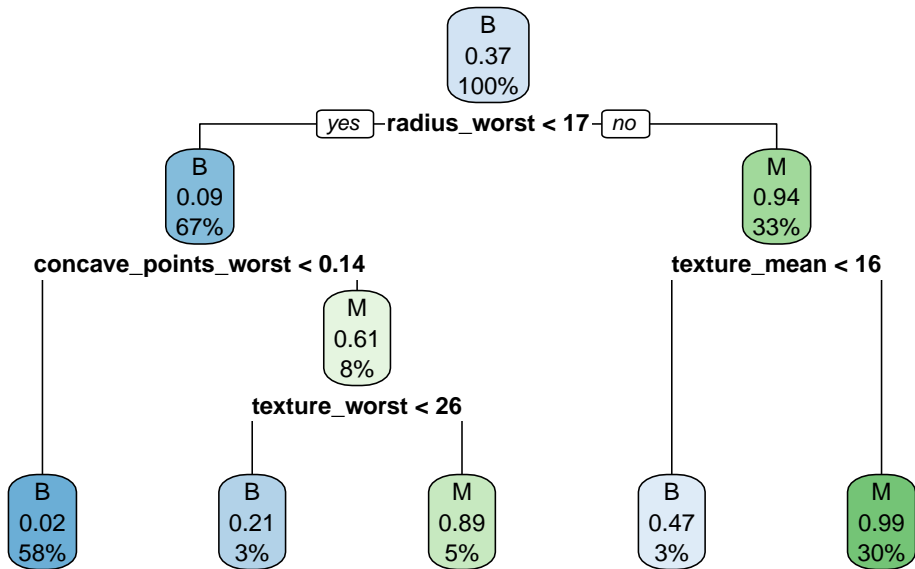 B
0.37
100%
yes radius_worst < 17 no
B
0.09
67%
M
0.94
33%
concave_points_worst < 0.14
texture_mean < 16
M
0.61
8%
texture_worst < 26
B
0.02
58%
B
0.21
3%
M
0.89
5%
B
0.47
3%
M
0.99
30%